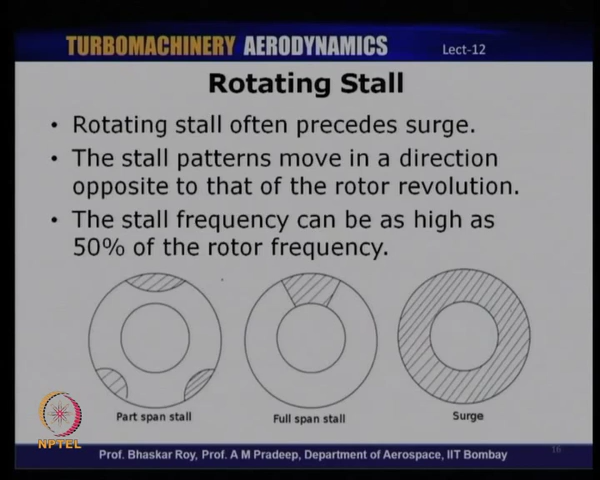 TURBOMACHINERY AERODYNAMICS
Lect-12
Rotating Stall
• Rotating stall often precedes surge.
• The stall patterns move in a direction
opposite to that of the rotor revolution.
• The stall frequency can be as high as
50% of the rotor frequency.
Part span stall
Full span stall
Surge
NPTEL
Prof. Bhaskar Roy, Prof. A M Pradeep, Department of Aerospace, IIT Bombay
16